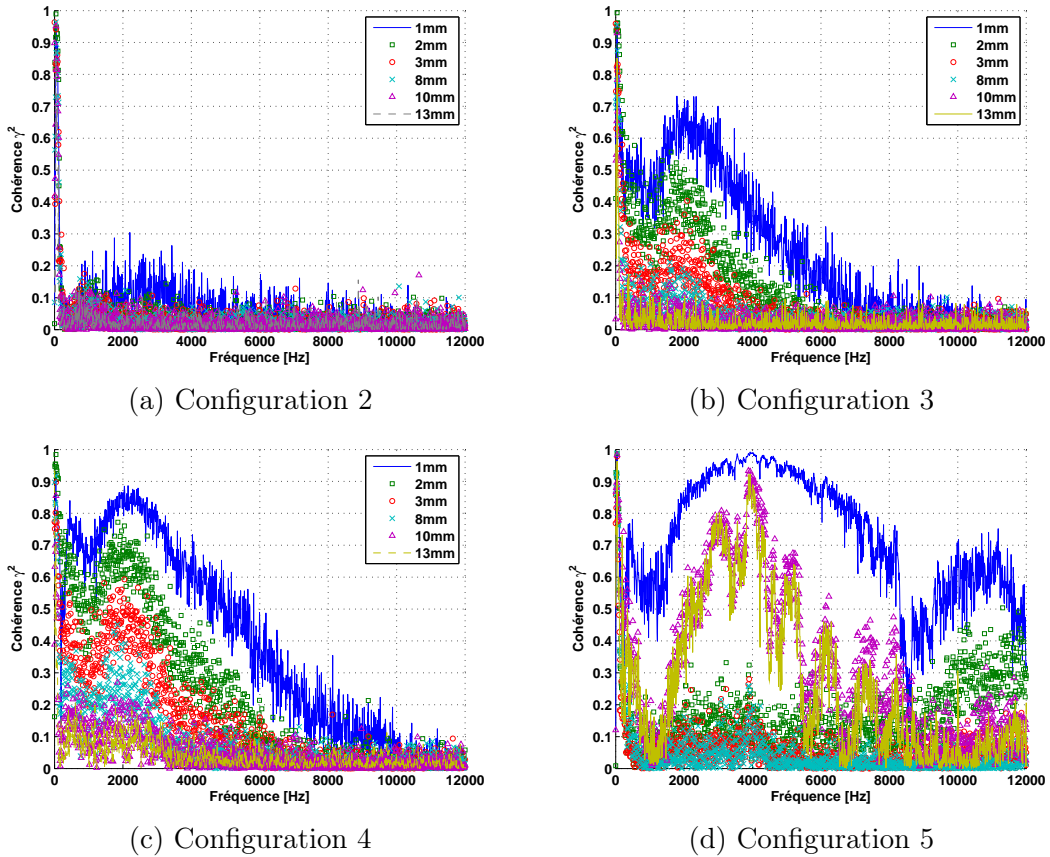 1
0.9
0.8
0.7
0.6
0.5
0.4
0.3
0.2
0.1
0
Cohérence γ²
0 2000 4000 6000 8000 10000 12000
Fréquence [Hz]
1mm
2mm
3mm
8mm
10mm
13mm
(a) Configuration 2
1
0.9
0.8
0.7
0.6
0.5
0.4
0.3
0.2
0.1
0
Cohérence γ²
0 2000 4000 6000 8000 10000 12000
Fréquence [Hz]
1mm
2mm
3mm
8mm
10mm
13mm
(b) Configuration 3
1
0.9
0.8
0.7
0.6
0.5
0.4
0.3
0.2
0.1
0
Cohérence γ²
0 2000 4000 6000 8000 10000 12000
Fréquence [Hz]
1mm
2mm
3mm
8mm
10mm
13mm
(c) Configuration 4
1
0.9
0.8
0.7
0.6
0.5
0.4
0.3
0.2
0.1
0
Cohérence γ²
0 2000 4000 6000 8000 10000 12000
Fréquence [Hz]
(d) Configuration 5